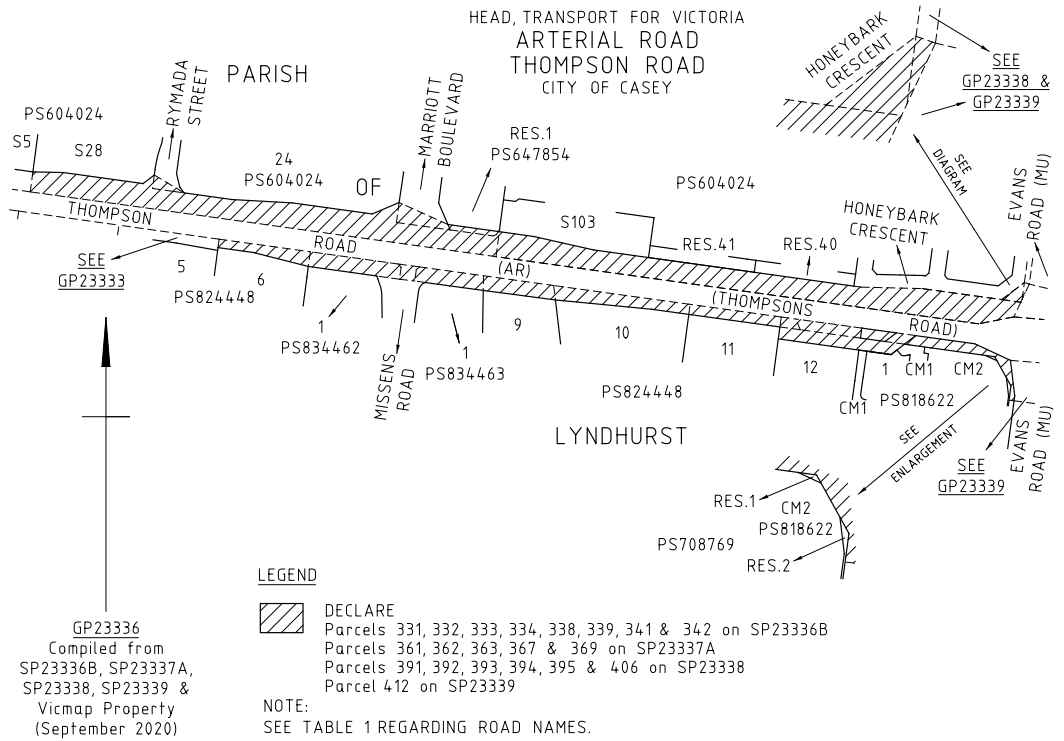 HEAD, TRANSPORT FOR VICTORIA
ARTERIAL ROAD
THOMPSON ROAD
CITY OF CASEY
PARISH
OF
LYNDHURST
PS604024
S5
S28
RYMADA
STREET
24
PS604024
MARRIOTT
BOULEVARD
RES.1
PS647854
S103
PS604024
RES.41
RES.40
HONEYBARK
CRESCENT
EVANS
ROAD (MU)
HONEYBARK
CRESCENT
SEE
GP23338 &
GP23339
SEE
DIAGRAM
THOMPSON
ROAD
(AR)
(THOMPSONS
ROAD)
SEE
GP23333
5
6
PS824448
1
PS834462
MISSENS
ROAD
1
PS834463
9
10
11
12
PS824448
CM1
1
CM1
CM2
PS818622
SEE
ENLARGEMENT
SEE
GP23339
EVANS
ROAD (MU)
RES.1
CM2
PS818622
PS708769
RES.2
LEGEND
DECLARE
Parcels 331, 332, 333, 334, 338, 339, 341 & 342 on SP23336B
Parcels 361, 362, 363, 367 & 369 on SP23337A
Parcels 391, 392, 393, 394, 395 & 406 on SP23338
Parcel 412 on SP23339
NOTE:
SEE TABLE 1 REGARDING ROAD NAMES.
GP23336
Compiled from
SP23336B, SP23337A,
SP23338, SP23339 &
Vicmap Property
(September 2020)